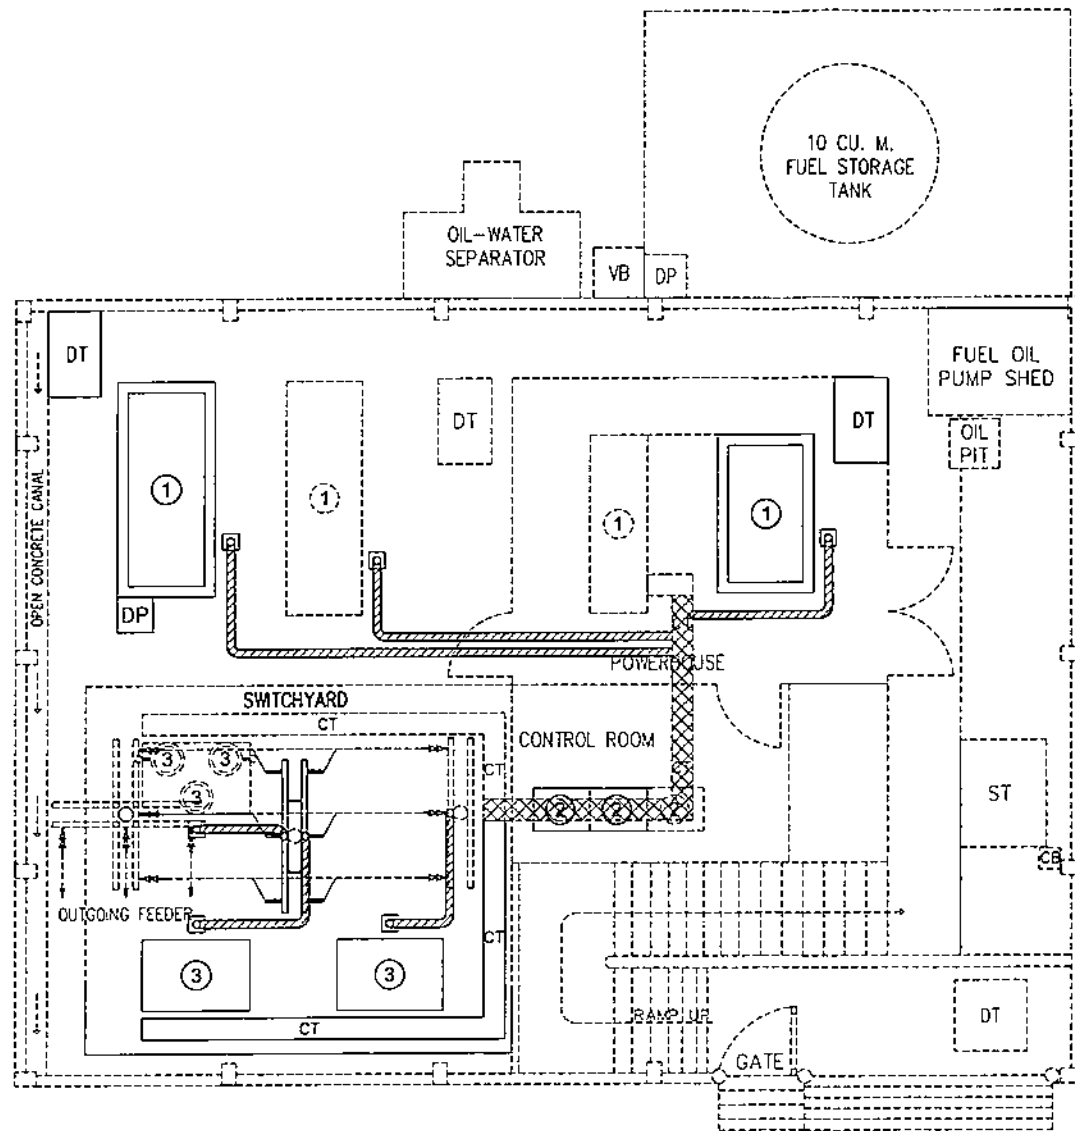 10 CU. M.
FUEL STORAGE
TANK
OIL-WATER
SEPARATOR
VB
DP
DT
FUEL OIL
PUMP SHED
DT
DT
OIL
PIT
1
1
1
1
OPEN CONCRETE CANAL
DP
POWERHOUSE
SWITCHYARD
CT
CONTROL ROOM
CT
3
3
3
2
2
ST
CB
OUTGOING FEEDER
CT
3
3
CT
RAMP UP
DT
GATE